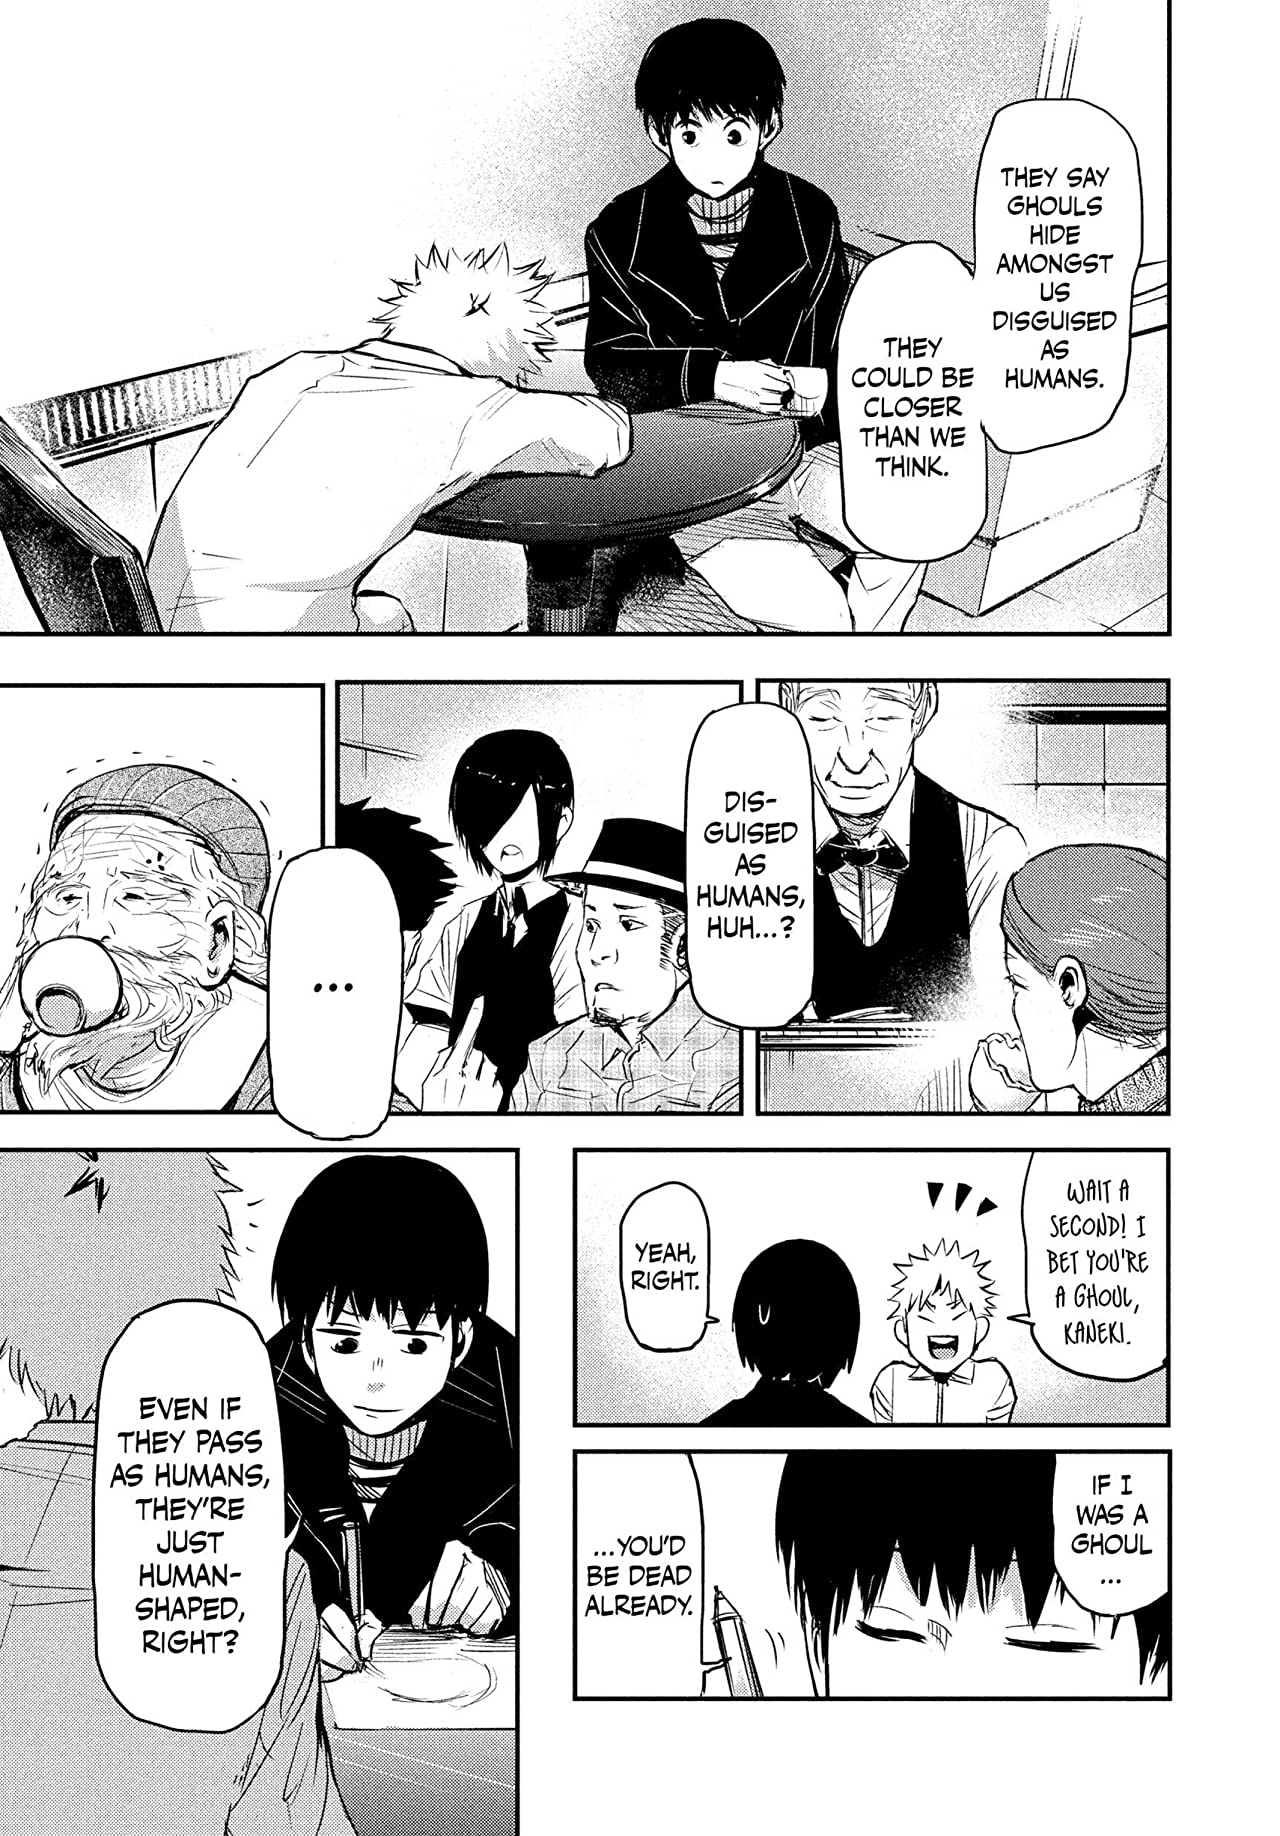 THEY SAY
GHOULS
HIDE
AMONGST
US
DISGUISED
AS
HUMANS.
THEY
COULD BE
CLOSER
THAN WE
THINK.
DIS-
GUISED
AS
HUMANS,
HUH...?
...
WAIT A
SECOND! I
BET YOU'RE
A GHOUL,
KANEKI.
YEAH,
RIGHT.
IF I
WAS A
GHOUL
...
...YOU'D
BE DEAD
ALREADY.
EVEN IF
THEY PASS
AS HUMANS,
THEY'RE
JUST
HUMAN-
SHAPED,
RIGHT?